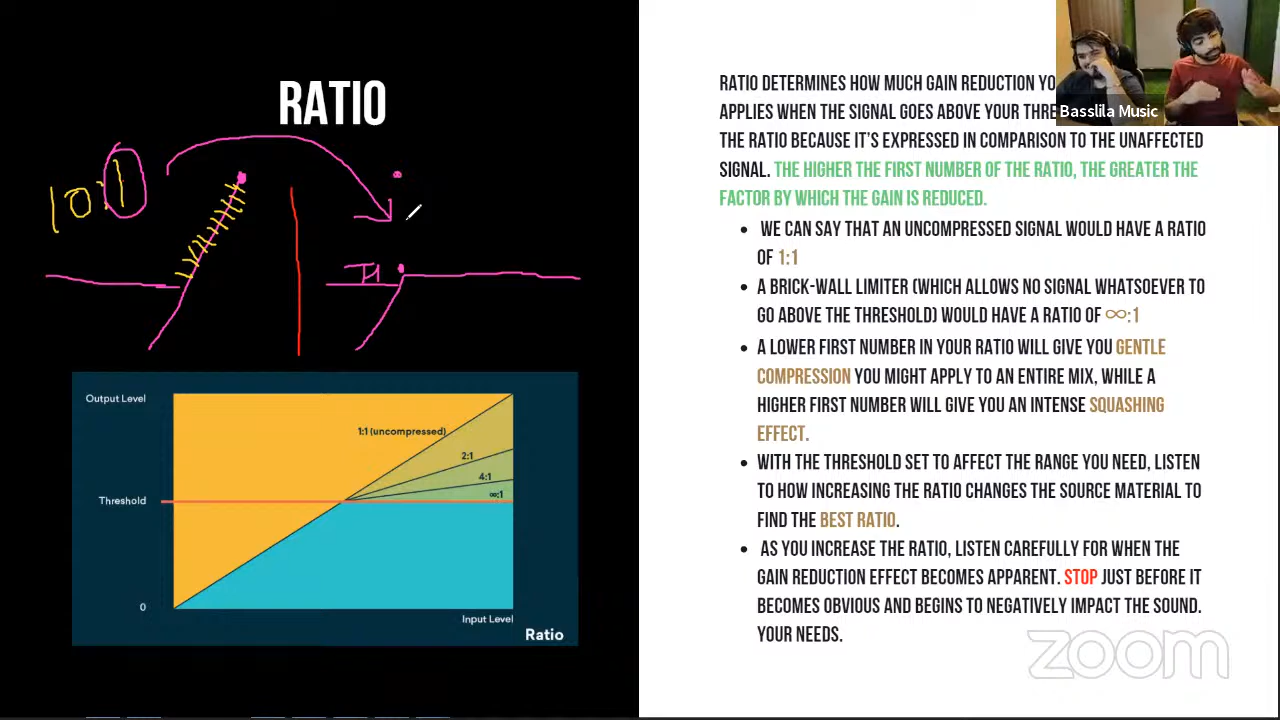 RATIO
10:1
TH
Output Level
1:1 (uncompressed)
2:1
4:1
∞:1
Threshold
0
Input Level
Ratio
RATIO DETERMINES HOW MUCH GAIN REDUCTION
APPLIES WHEN THE SIGNAL GOES ABOVE YOUR
THE RATIO BECAUSE IT'S EXPRESSED IN COMPARISON TO THE UNAFFECTED
SIGNAL. THE HIGHER THE FIRST NUMBER OF THE RATIO, THE GREATER THE
FACTOR BY WHICH THE GAIN IS REDUCED.
• WE CAN SAY THAT AN UNCOMPRESSED SIGNAL WOULD HAVE A RATIO
OF 1:1
• A BRICK-WALL LIMITER (WHICH ALLOWS NO SIGNAL WHATSOEVER TO
GO ABOVE THE THRESHOLD) WOULD HAVE A RATIO OF ∞:1
• A LOWER FIRST NUMBER IN YOUR RATIO WILL GIVE YOU GENTLE
COMPRESSION YOU MIGHT APPLY TO AN ENTIRE MIX, WHILE A
HIGHER FIRST NUMBER WILL GIVE YOU AN INTENSE SQUASHING
EFFECT.
• WITH THE THRESHOLD SET TO AFFECT THE RANGE YOU NEED, LISTEN
TO HOW INCREASING THE RATIO CHANGES THE SOURCE MATERIAL TO
FIND THE BEST RATIO.
• AS YOU INCREASE THE RATIO, LISTEN CAREFULLY FOR WHEN THE
GAIN REDUCTION EFFECT BECOMES APPARENT. STOP JUST BEFORE IT
BECOMES OBVIOUS AND BEGINS TO NEGATIVELY IMPACT THE SOUND.
YOUR NEEDS.
Basslila Music
zoom